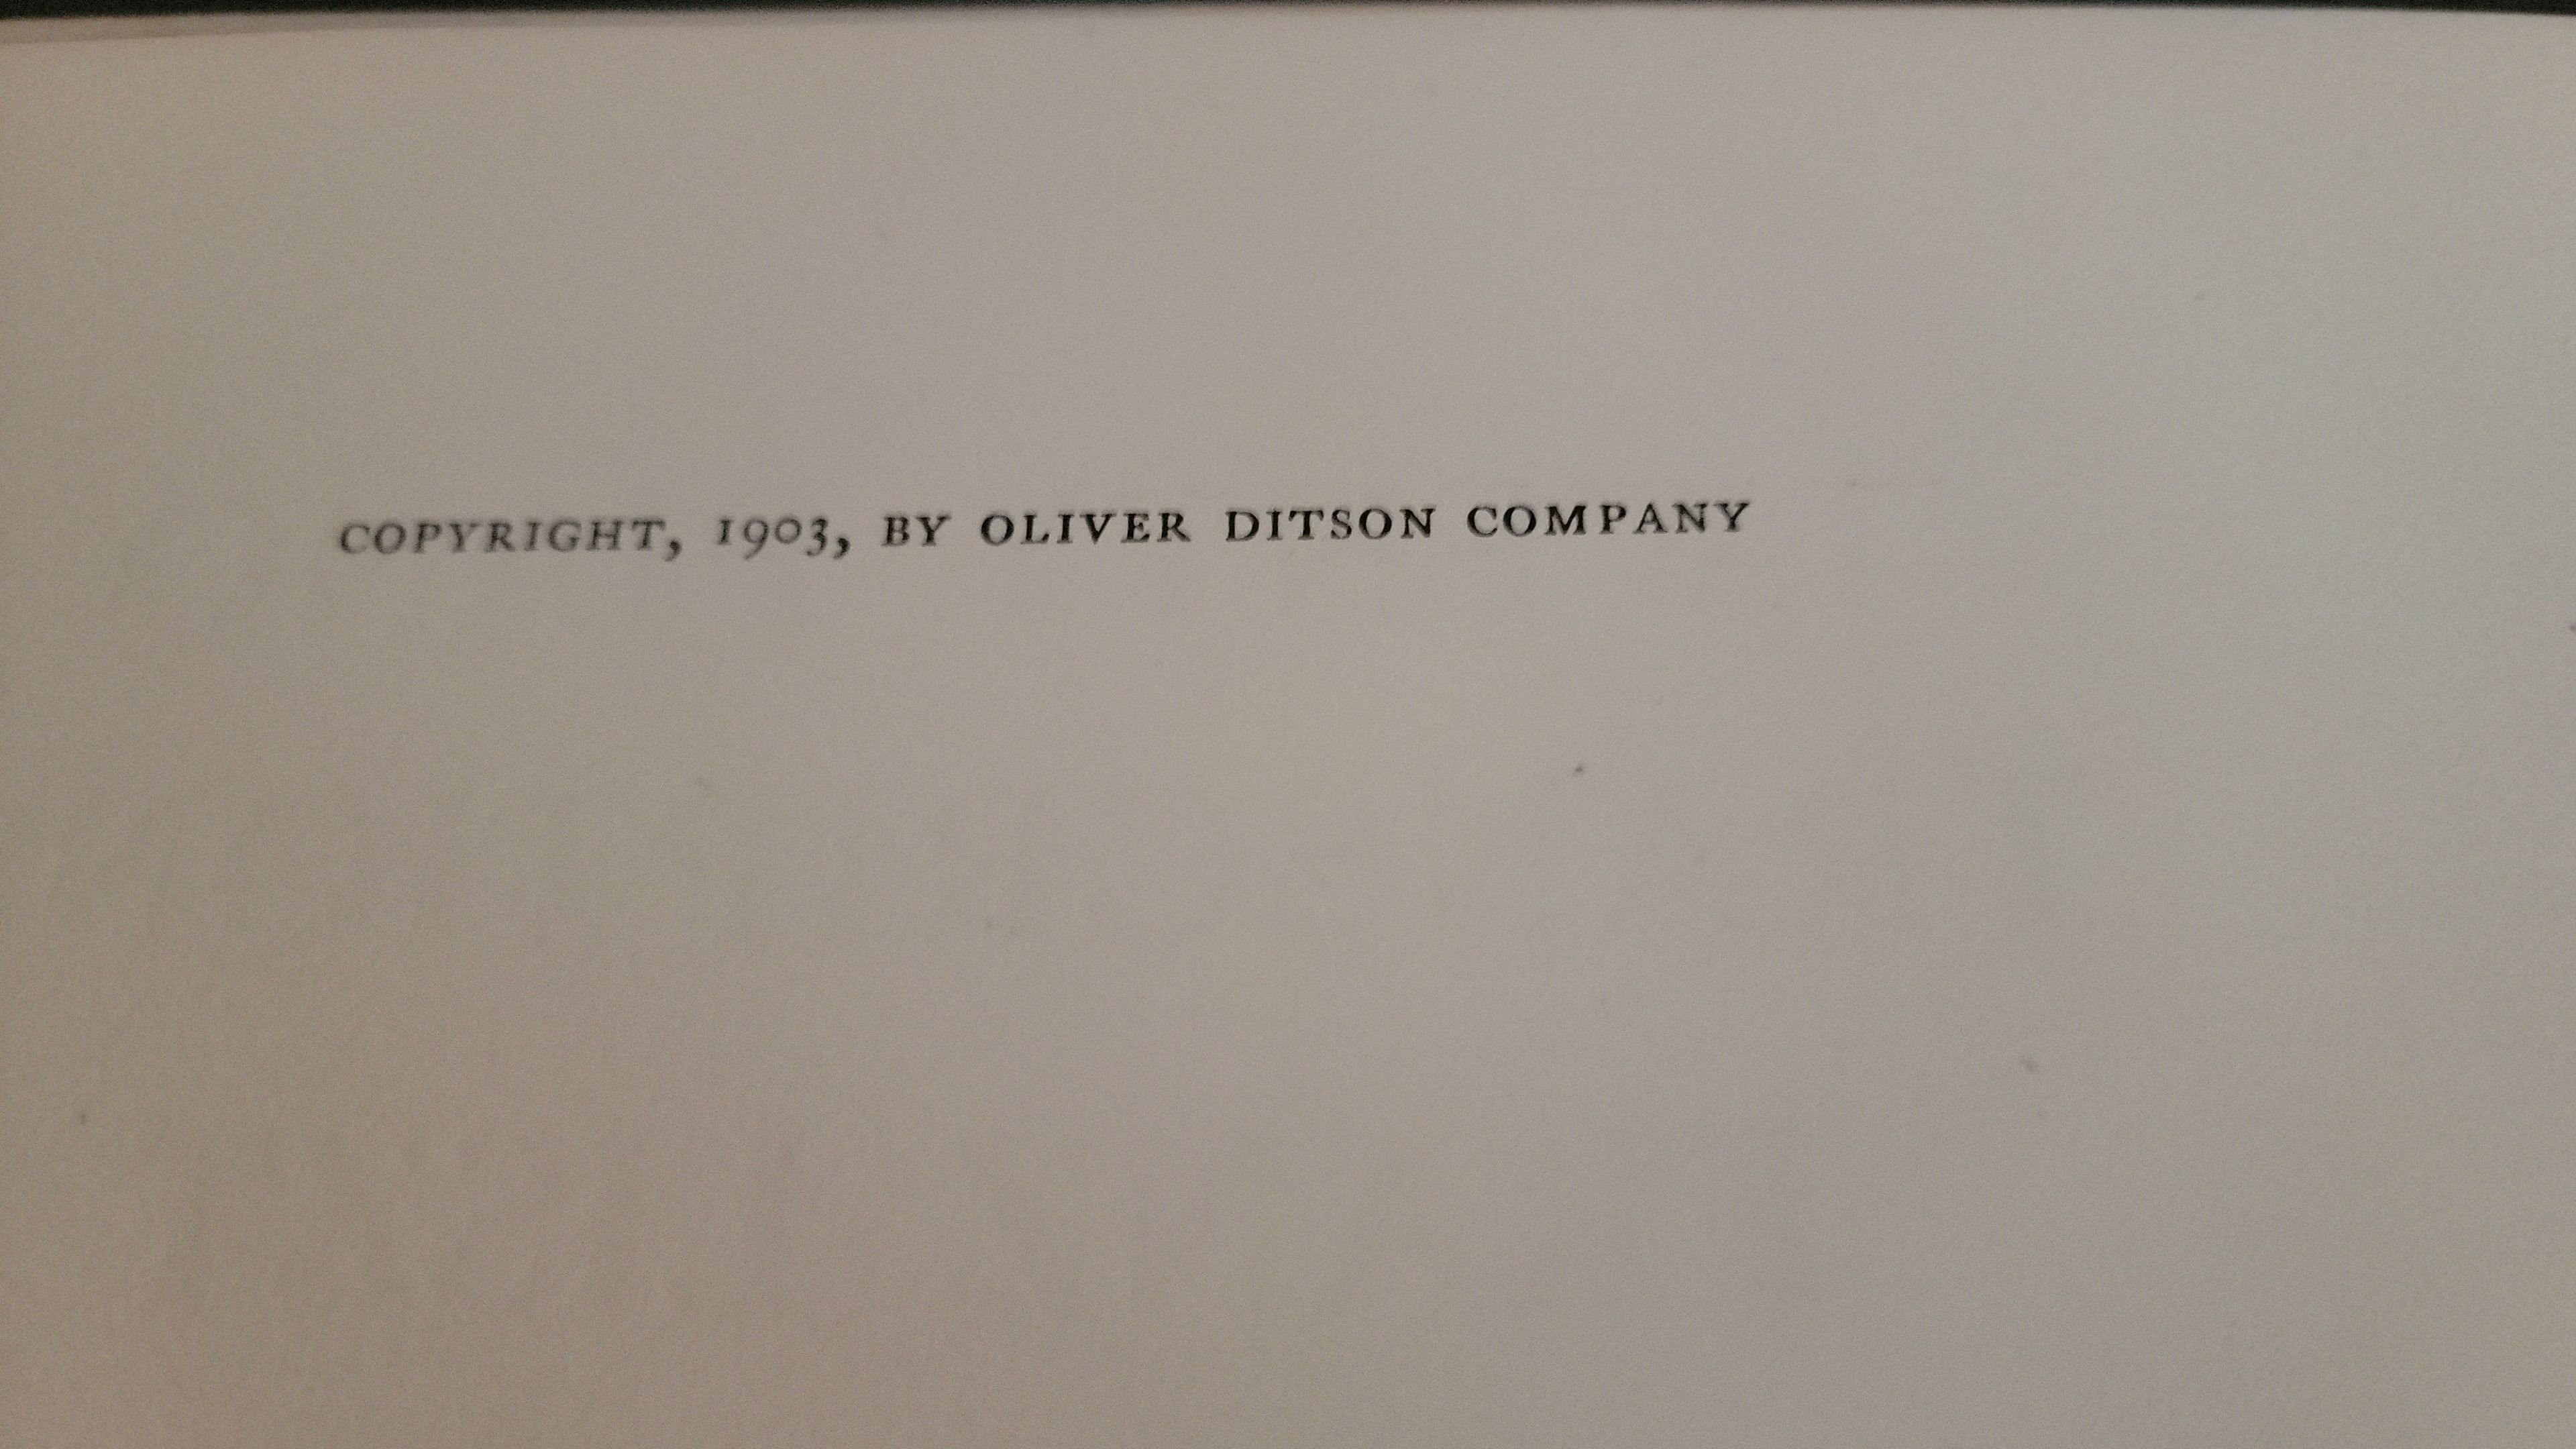 COPYRIGHT, 1903, BY OLIVER DITSON COMPANY